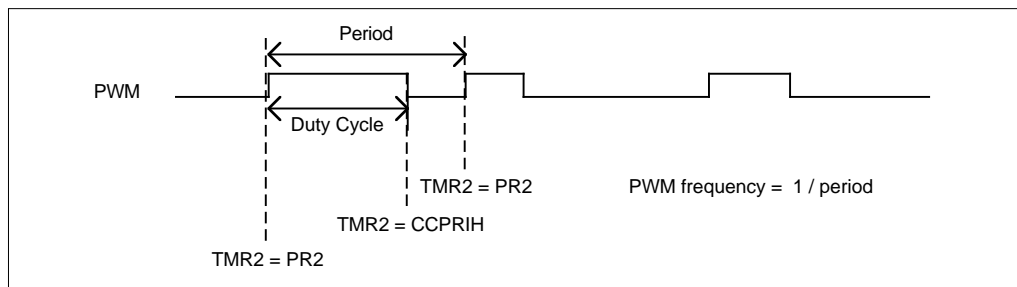 Period
PWM
Duty Cycle
TMR2 = PR2
PWM frequency = 1 / period
TMR2 = CCPRIH
TMR2 = PR2